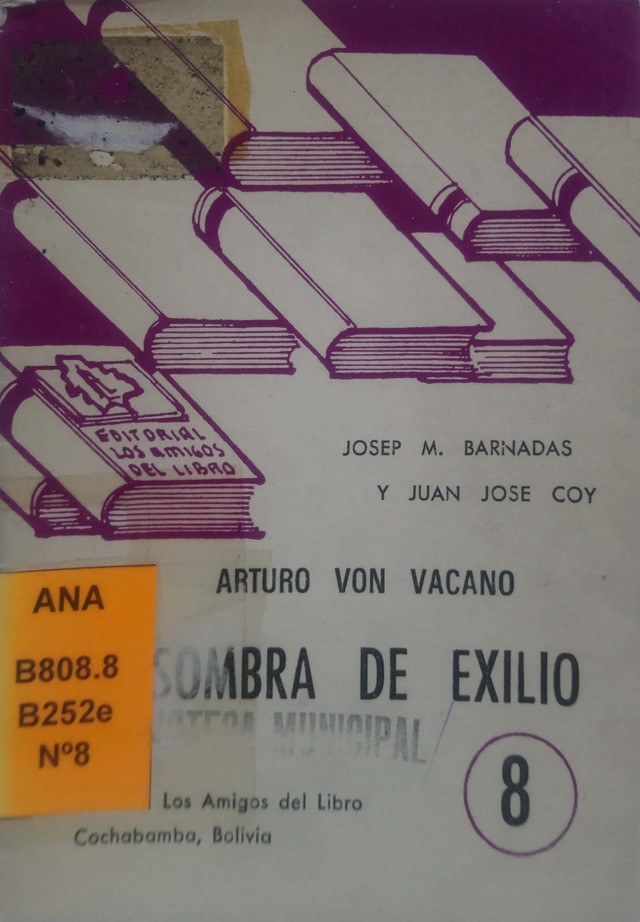 EDITORIAL
LOS AMIGOS
DEL LIBRO
JOSEP M. BARNADAS
Y JUAN JOSE COY
ARTURO VON VACANO
SOMBRA DE EXILIO
MUNICIPAL
8
Los Amigos del Libro
Cochabamba, Bolivia
ANA
B808.8
B252e
Nº8